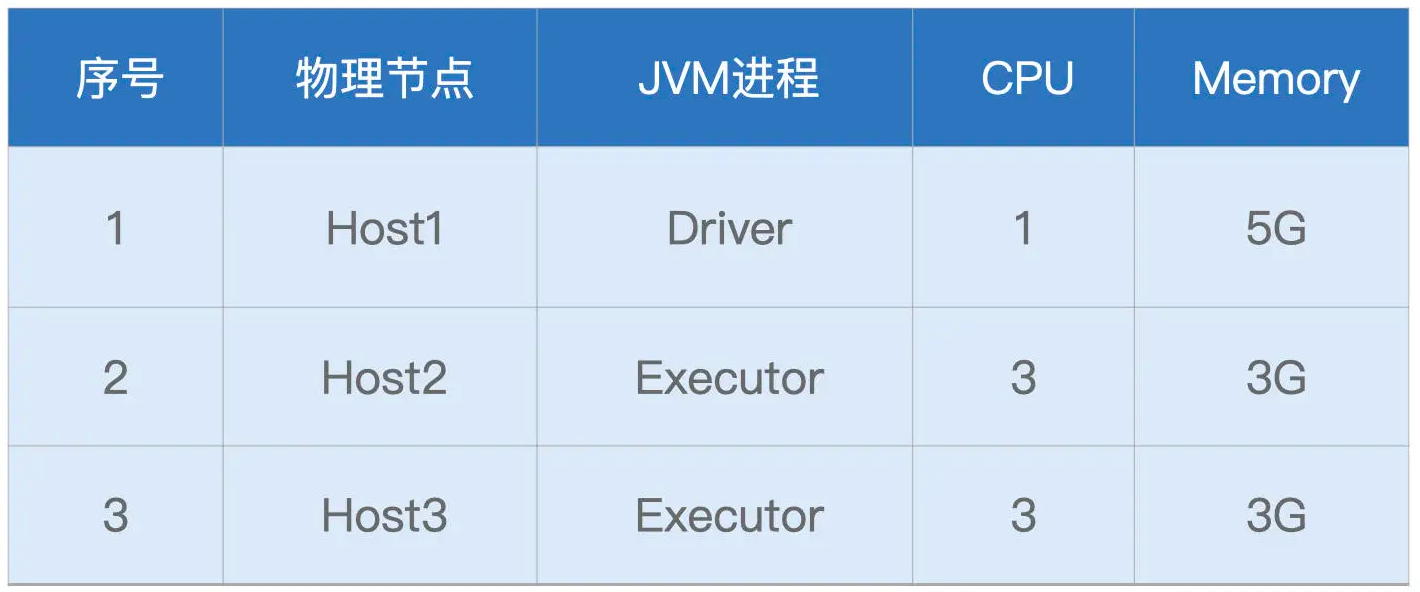 序号 物理节点 JVM进程 CPU Memory
1 Host1 Driver 1 5G
2 Host2 Executor 3 3G
3 Host3 Executor 3 3G